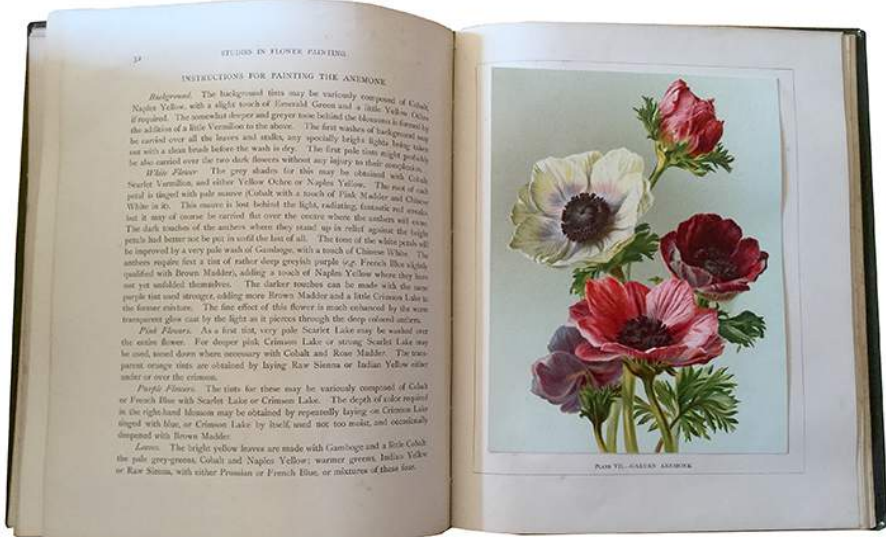 32
STUDIES IN FLOWER PAINTING.
INSTRUCTIONS FOR PAINTING THE ANEMONE
Background. The background tints may be variously composed of Cobalt,
Naples Yellow, with a slight touch of Emerald Green and a little Yellow Ochre
if required. The somewhat deeper and greyer tone behind the blossoms is formed by
the addition of a little Vermilion to the above. The first washes of background may
be carried over all the leaves and stalks, any specially bright lights being taken
out with a clean brush before the wash is dry. The first pale tints might probably
be also carried over the two dark flowers without any injury to their complexion.
White Flower The grey shades for this may be obtained with Cobalt
Scarlet Vermilion, and either Yellow Ochre or Naples Yellow. The root of each
petal is tinged with pale mauve (Cobalt with a touch of Pink Madder and Chinese
White in it). This mauve is lost behind the light, radiating, fantastic red streaks
but it may of course be carried flat over the centre where the anthers will come.
The dark touches of the anthers where they stand up in relief against the bright
petals had better not be put in until the last of all. The tone of the white petals will
be improved by a very pale wash of Gamboge, with a touch of Chinese White. The
anthers require first a tint of rather deep greyish purple (e.g. French Blue slightly
qualified with Brown Madder), adding a touch of Naples Yellow where they have
not yet unfolded themselves. The darker touches can be made with the same
purple tint used stronger, adding more Brown Madder and a little Crimson Lake to
the former mixture. The fine effect of this flower is much enhanced by the warm
transparent glow cast by the light as it pierces through the deep colored anthers.
Pink Flowers. As a first tint, very pale Scarlet Lake may be washed over
the entire flower. For deeper pink Crimson Lake or strong Scarlet Lake may
be used, toned down where necessary with Cobalt and Rose Madder. The trans-
parent orange tints are obtained by laying Raw Sienna or Indian Yellow either
under or over the crimson.
Purple Flowers. The tints for these may be variously composed of Cobalt
or French Blue with Scarlet Lake or Crimson Lake. The depth of color required
in the right-hand blossom may be obtained by repeatedly laying on Crimson Lake
tinged with blue, or Crimson Lake by itself, used not too moist, and occasionally
deepened with Brown Madder.
Leaves. The bright yellow leaves are made with Gamboge and a little Cobalt
the pale grey-greens, Cobalt and Naples Yellow; warmer greens, Indian Yellow
or Raw Sienna, with either Prussian or French Blue, or mixtures of these four.
PLATE VII.—GARDEN ANEMONE